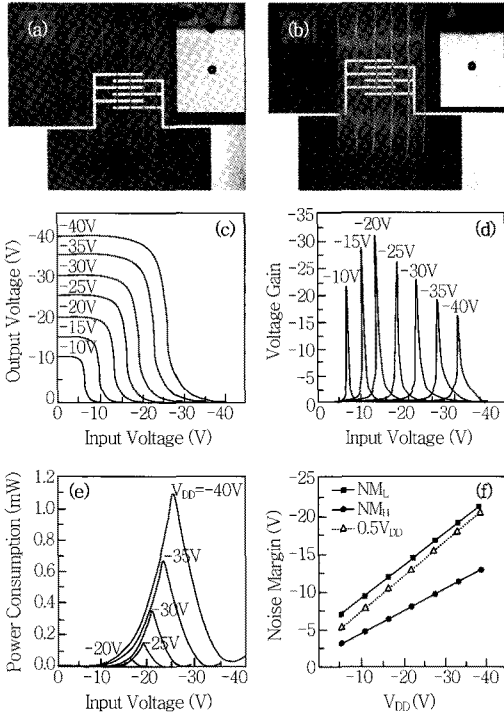 (a)
(b)
(c)
-40V
-35V
-30V
-25V
-20V
-15V
-10V
Output Voltage (V)
-40
-30
-20
-10
0
0 -10 -20 -30 -40
Input Voltage (V)
(d)
-20V
-15V
-25V
-10V
-30V
-35V
-40V
Voltage Gain
-35
-30
-25
-20
-15
-10
-5
0
0 -10 -20 -30 -40
Input Voltage (V)
(e)
VDD=-40V
-35V
-30V
-20V
-25V
Power Consumption (mW)
1.2
1.0
0.8
0.6
0.4
0.2
0.0
0 -10 -20 -30 -40
Input Voltage (V)
(f)
NML
NMH
0.5VDD
Noise Margin (V)
-25
-20
-15
-10
-5
0
0 -10 -20 -30 -40
VDD(V)